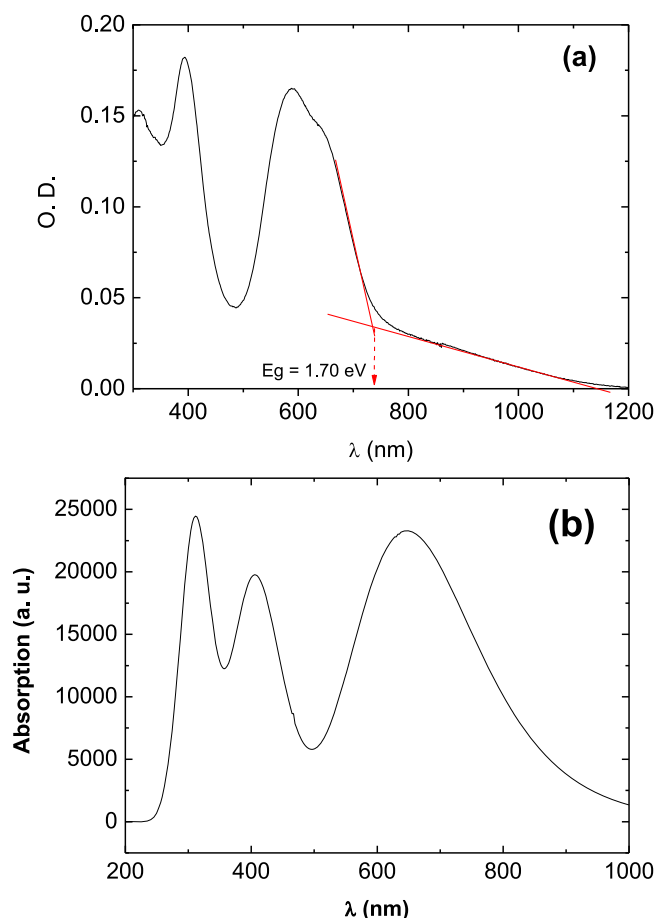 (a)
O. D.
0.20
0.15
0.10
0.05
0.00
Eg = 1.70 eV
400 600 800 1000 1200
λ (nm)
(b)
Absorption (a. u.)
25000
20000
15000
10000
5000
0
200 400 600 800 1000
λ (nm)